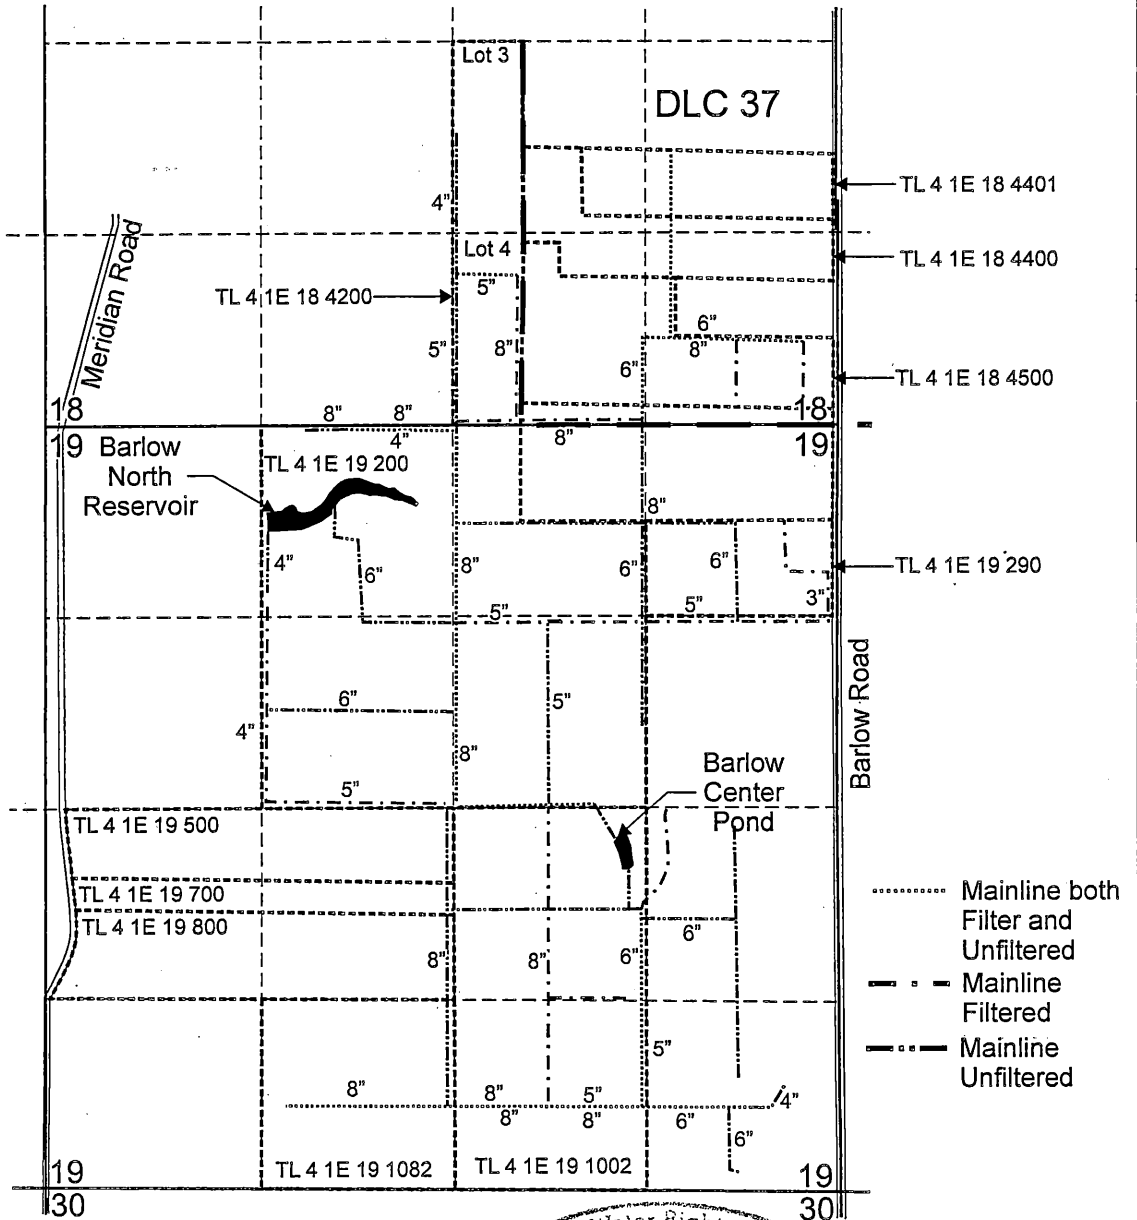 Lot 3
DLC 37
TL 4 1E 18 4401
4"
Meridian Road
Lot 4
TL 4 1E 18 4400
5"
TL 4 1E 18 4200
6"
5"
8"
6"
8"
TL 4 1E 18 4500
18
8"
8"
18
19
4"
8"
19
Barlow
North
Reservoir
TL 4 1E 19 200
8"
4"
6"
8"
6"
6"
TL 4 1E 19 290
5"
5"
3"
Barlow Road
6"
5"
4"
8"
Barlow
Center
Pond
5"
TL 4 1E 19 500
TL 4 1E 19 700
TL 4 1E 19 800
Mainline both
Filter and
Unfiltered
Mainline
Filtered
Mainline
Unfiltered
6"
8"
8"
6"
5"
8"
8"
5"
4"
8"
8"
6"
6"
TL 4 1E 19 1082
TL 4 1E 19 1002
19
19
30
30
Water Right